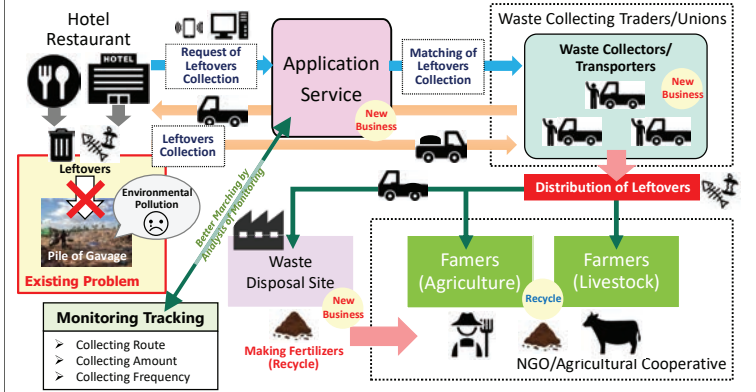 Hotel
Restaurant
HOTEL
Request of
Leftovers
Collection
Application
Service
New
Business
Matching of
Leftovers
Collection
Waste Collecting Traders/Unions
Waste Collectors/
Transporters
New
Business
Leftovers
Collection
Leftovers
Environmental
Pollution
Pile of Gavage
Existing Problem
Better Matching by
Analysis of Monitoring
Distribution of Leftovers
Waste
Disposal Site
New
Business
Making Fertilizers
(Recycle)
Famers
(Agriculture)
Recycle
Farmers
(Livestock)
NGO/Agricultural Cooperative
Monitoring Tracking
➢ Collecting Route
➢ Collecting Amount
➢ Collecting Frequency